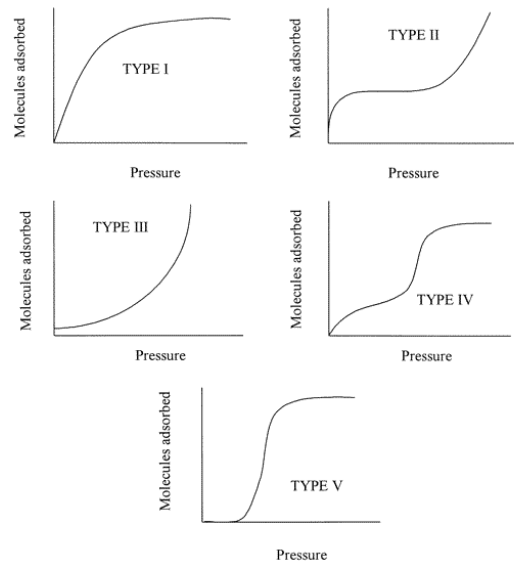 Molecules adsorbed
TYPE I
Pressure
Molecules adsorbed
TYPE II
Pressure
Molecules adsorbed
TYPE III
Pressure
Molecules adsorbed
TYPE IV
Pressure
Molecules adsorbed
TYPE V
Pressure